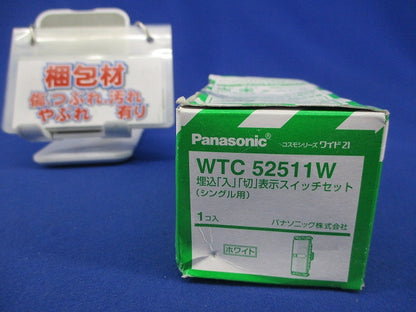 梱包材
傷つぶれ、汚れ
やぶれ 有り
Panasonic コスモシリーズ ワイド21
WTC 52511W
埋込「入」「切」表示スイッチセット
(シングル用)
1コ入
パナソニック株式会社
ホワイト